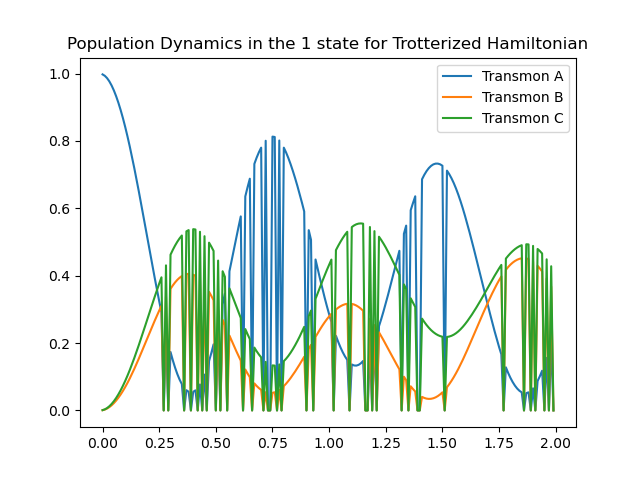 Population Dynamics in the 1 state for Trotterized Hamiltonian
Transmon A
Transmon B
Transmon C
1.0
0.8
0.6
0.4
0.2
0.0
0.00 0.25 0.50 0.75 1.00 1.25 1.50 1.75 2.00